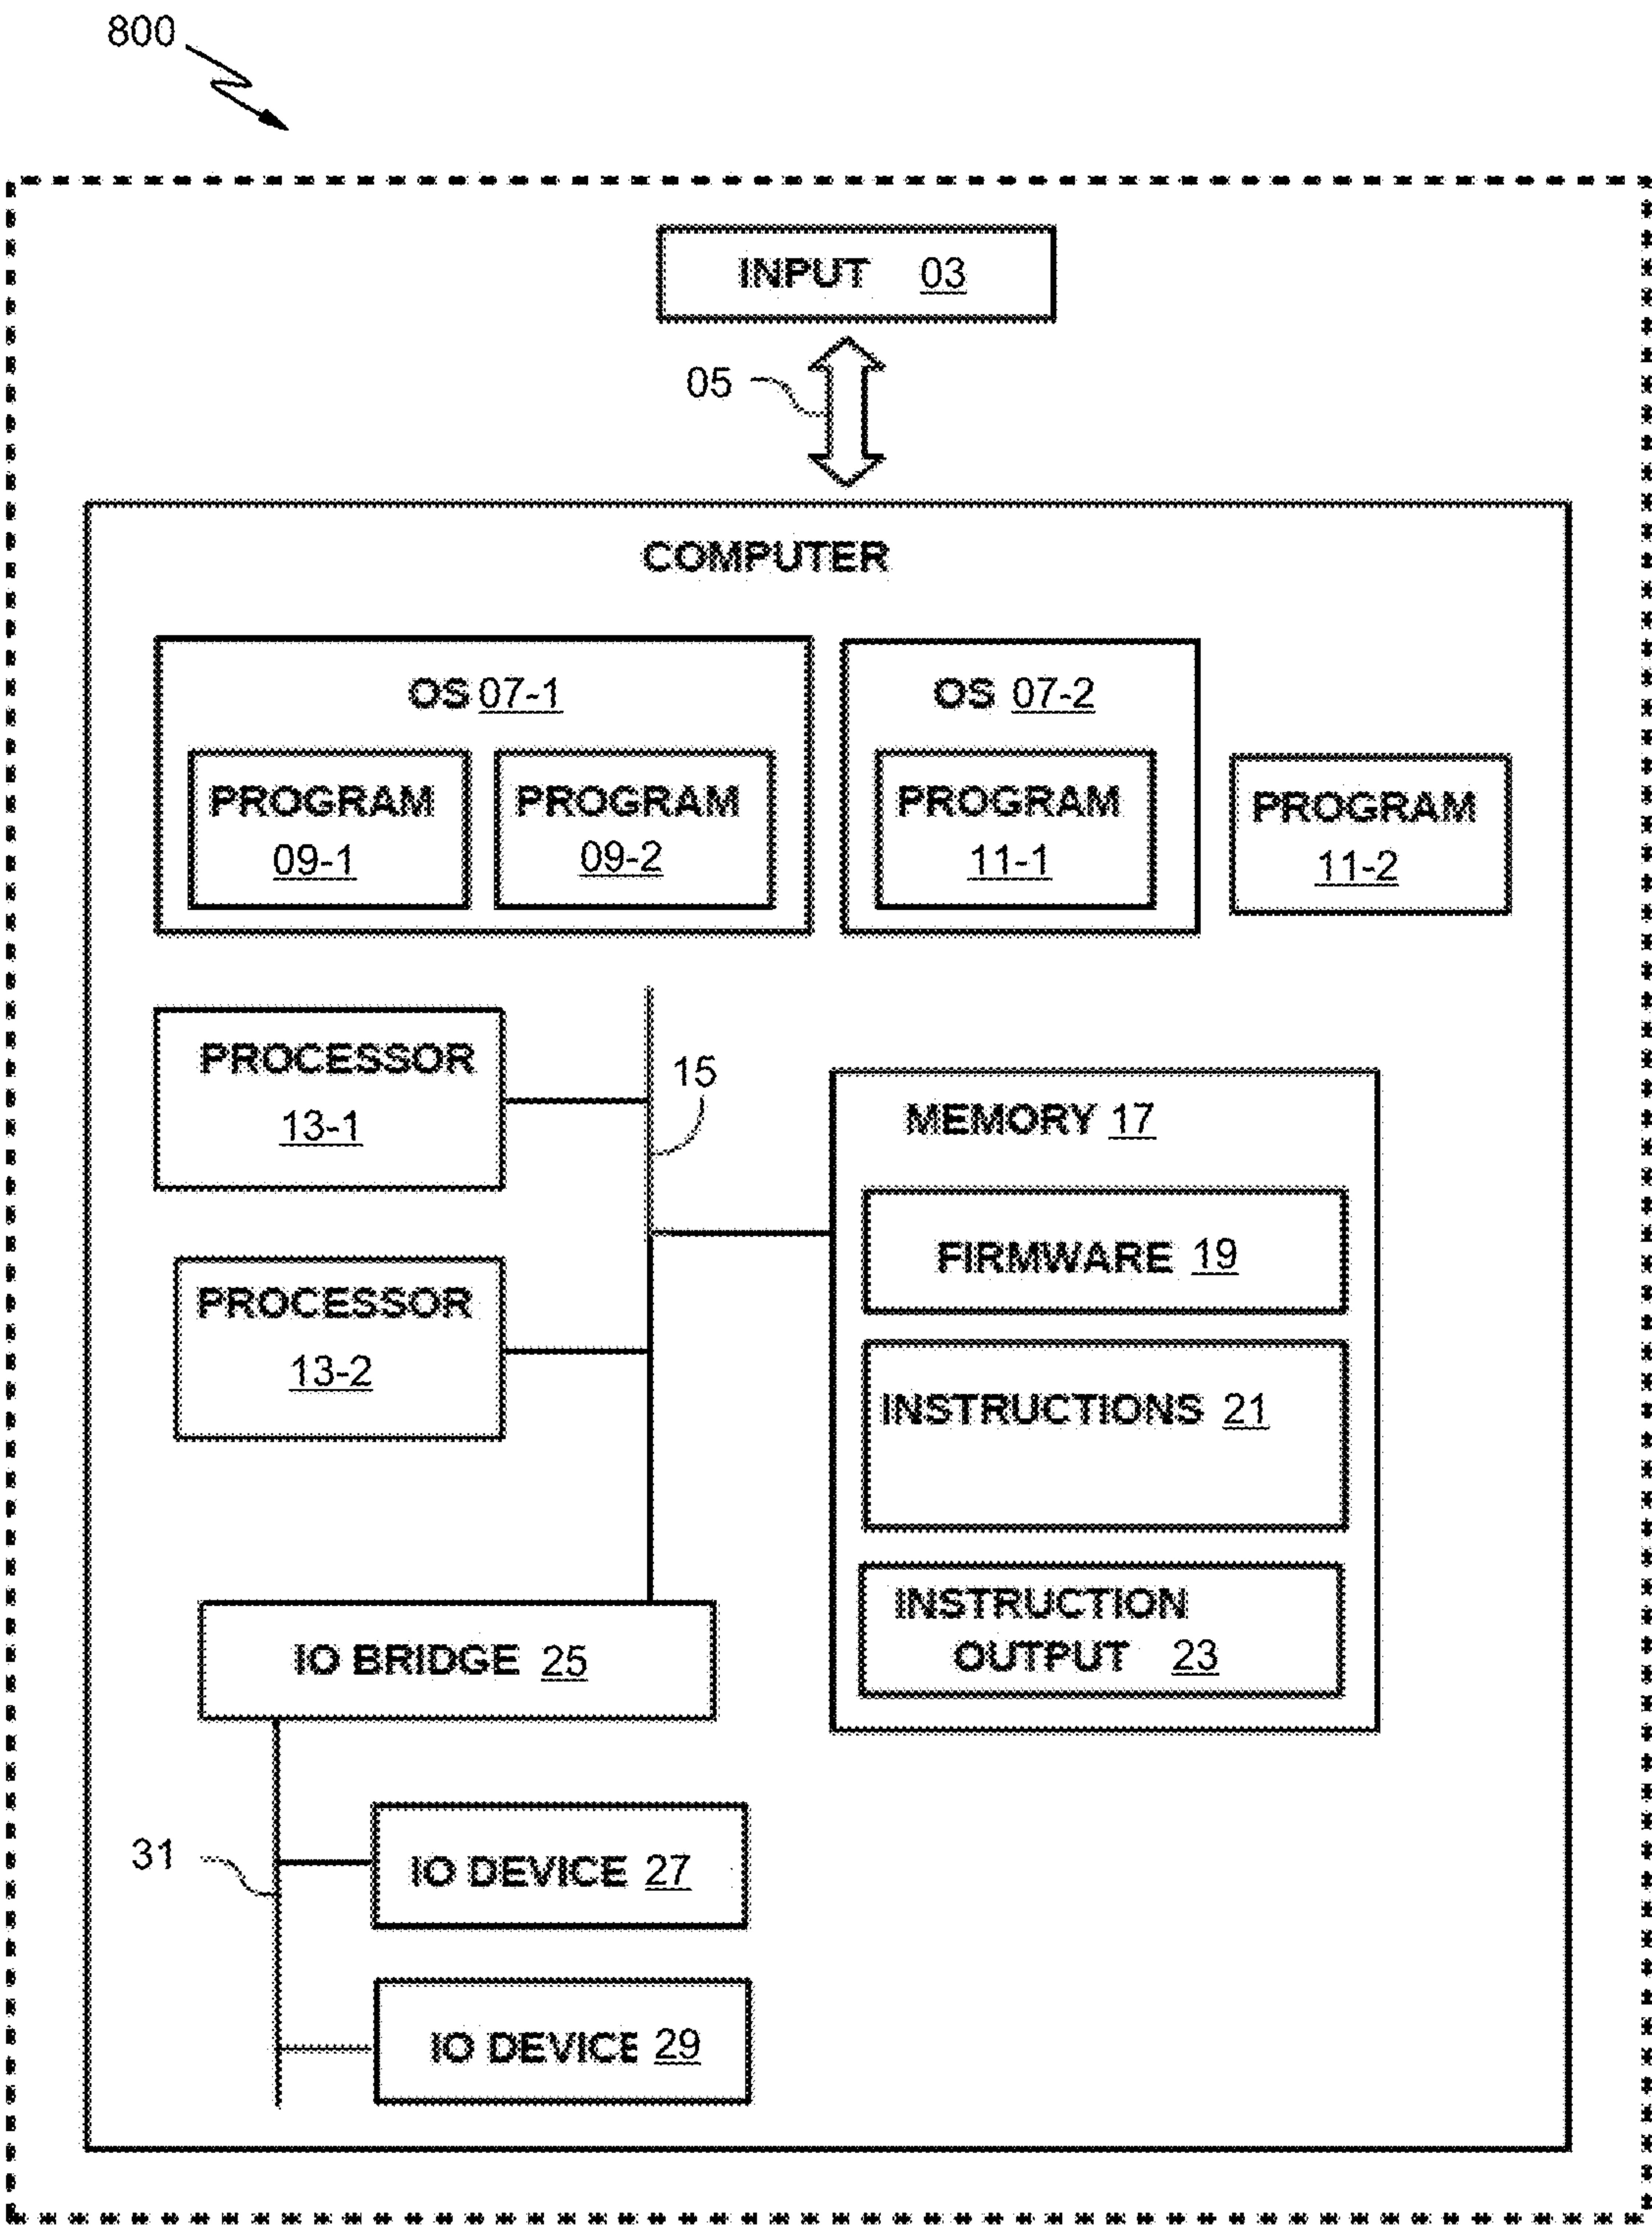 800
INPUT 03
05
COMPUTER
OS 07-1
PROGRAM
09-1
PROGRAM
09-2
OS 07-2
PROGRAM
11-1
PROGRAM
11-2
PROCESSOR
13-1
15
MEMORY 17
FIRMWARE 19
PROCESSOR
13-2
INSTRUCTIONS 21
INSTRUCTION
OUTPUT 23
IO BRIDGE 25
31
IO DEVICE 27
IO DEVICE 29